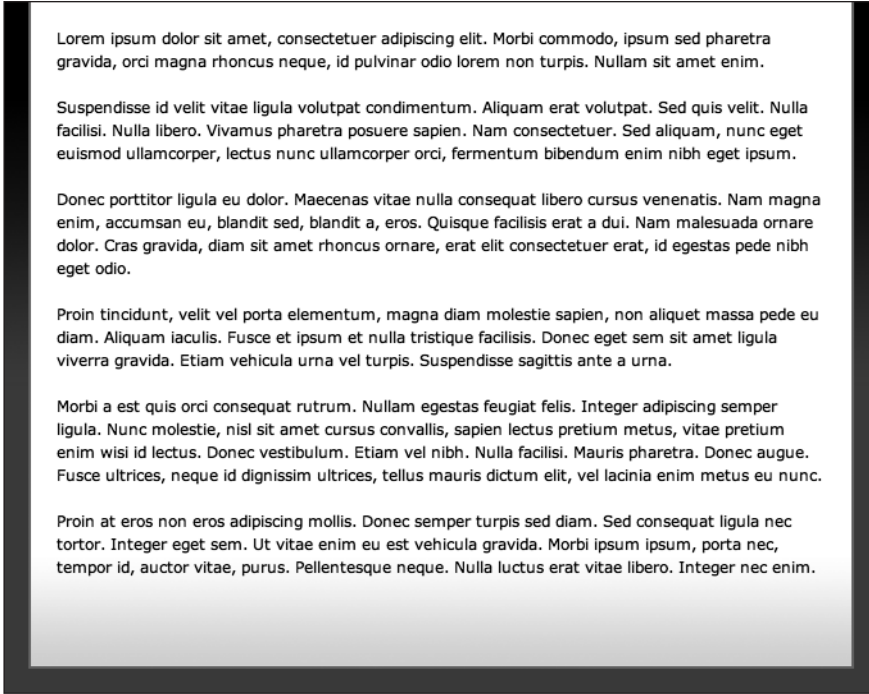 Lorem ipsum dolor sit amet, consectetuer adipiscing elit. Morbi commodo, ipsum sed pharetra
gravida, orci magna rhoncus neque, id pulvinar odio lorem non turpis. Nullam sit amet enim.
Suspendisse id velit vitae ligula volutpat condimentum. Aliquam erat volutpat. Sed quis velit. Nulla
facilisi. Nulla libero. Vivamus pharetra posuere sapien. Nam consectetuer. Sed aliquam, nunc eget
euismod ullamcorper, lectus nunc ullamcorper orci, fermentum bibendum enim nibh eget ipsum.
Donec porttitor ligula eu dolor. Maecenas vitae nulla consequat libero cursus venenatis. Nam magna
enim, accumsan eu, blandit sed, blandit a, eros. Quisque facilisis erat a dui. Nam malesuada ornare
dolor. Cras gravida, diam sit amet rhoncus ornare, erat elit consectetuer erat, id egestas pede nibh
eget odio.
Proin tincidunt, velit vel porta elementum, magna diam molestie sapien, non aliquet massa pede eu
diam. Aliquam iaculis. Fusce et ipsum et nulla tristique facilisis. Donec eget sem sit amet ligula
viverra gravida. Etiam vehicula urna vel turpis. Suspendisse sagittis ante a urna.
Morbi a est quis orci consequat rutrum. Nullam egestas feugiat felis. Integer adipiscing semper
ligula. Nunc molestie, nisl sit amet cursus convallis, sapien lectus pretium metus, vitae pretium
enim wisi id lectus. Donec vestibulum. Etiam vel nibh. Nulla facilisi. Mauris pharetra. Donec augue.
Fusce ultrices, neque id dignissim ultrices, tellus mauris dictum elit, vel lacinia enim metus eu nunc.
Proin at eros non eros adipiscing mollis. Donec semper turpis sed diam. Sed consequat ligula nec
tortor. Integer eget sem. Ut vitae enim eu est vehicula gravida. Morbi ipsum ipsum, porta nec,
tempor id, auctor vitae, purus. Pellentesque neque. Nulla luctus erat vitae libero. Integer nec enim.